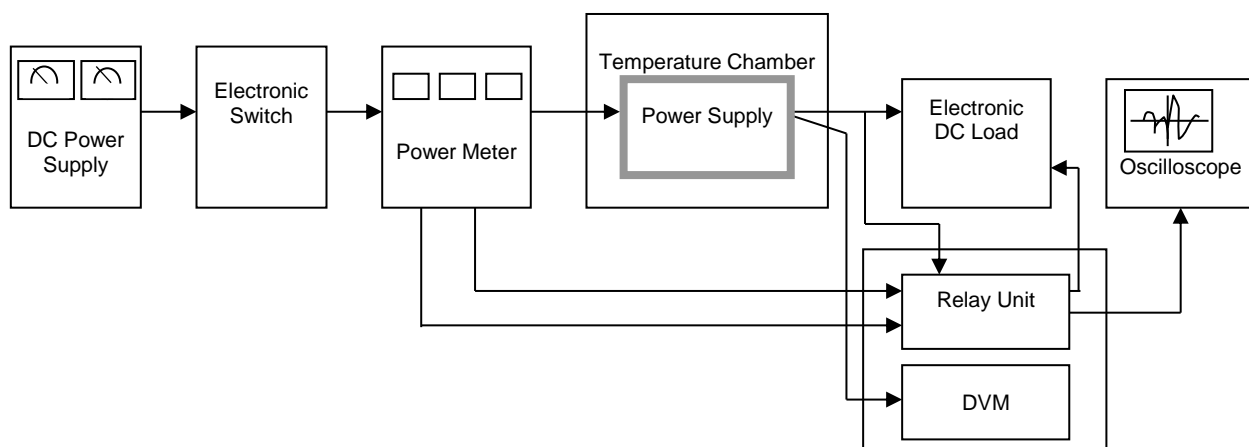 DC Power
Supply
Electronic
Switch
Power Meter
Temperature Chamber
Power Supply
Electronic
DC Load
Oscilloscope
Relay Unit
DVM